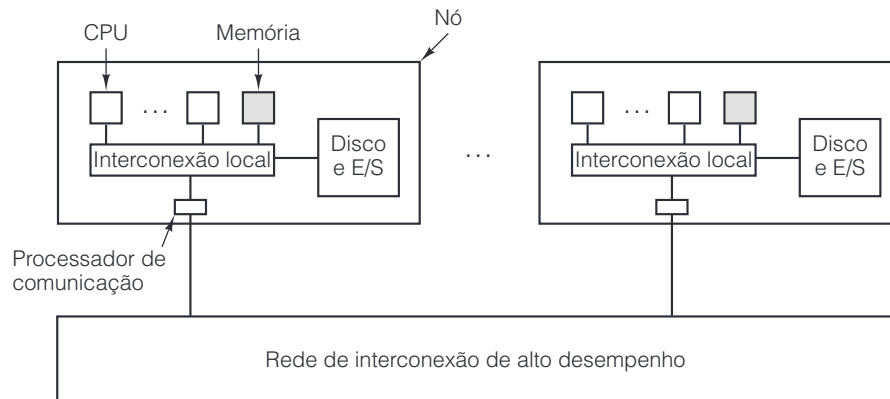 CPU
Memória
Nó
...
...
Disco
e E/S
Interconexão local
...
Disco
e E/S
Interconexão local
Processador de
comunicação
Rede de interconexão de alto desempenho